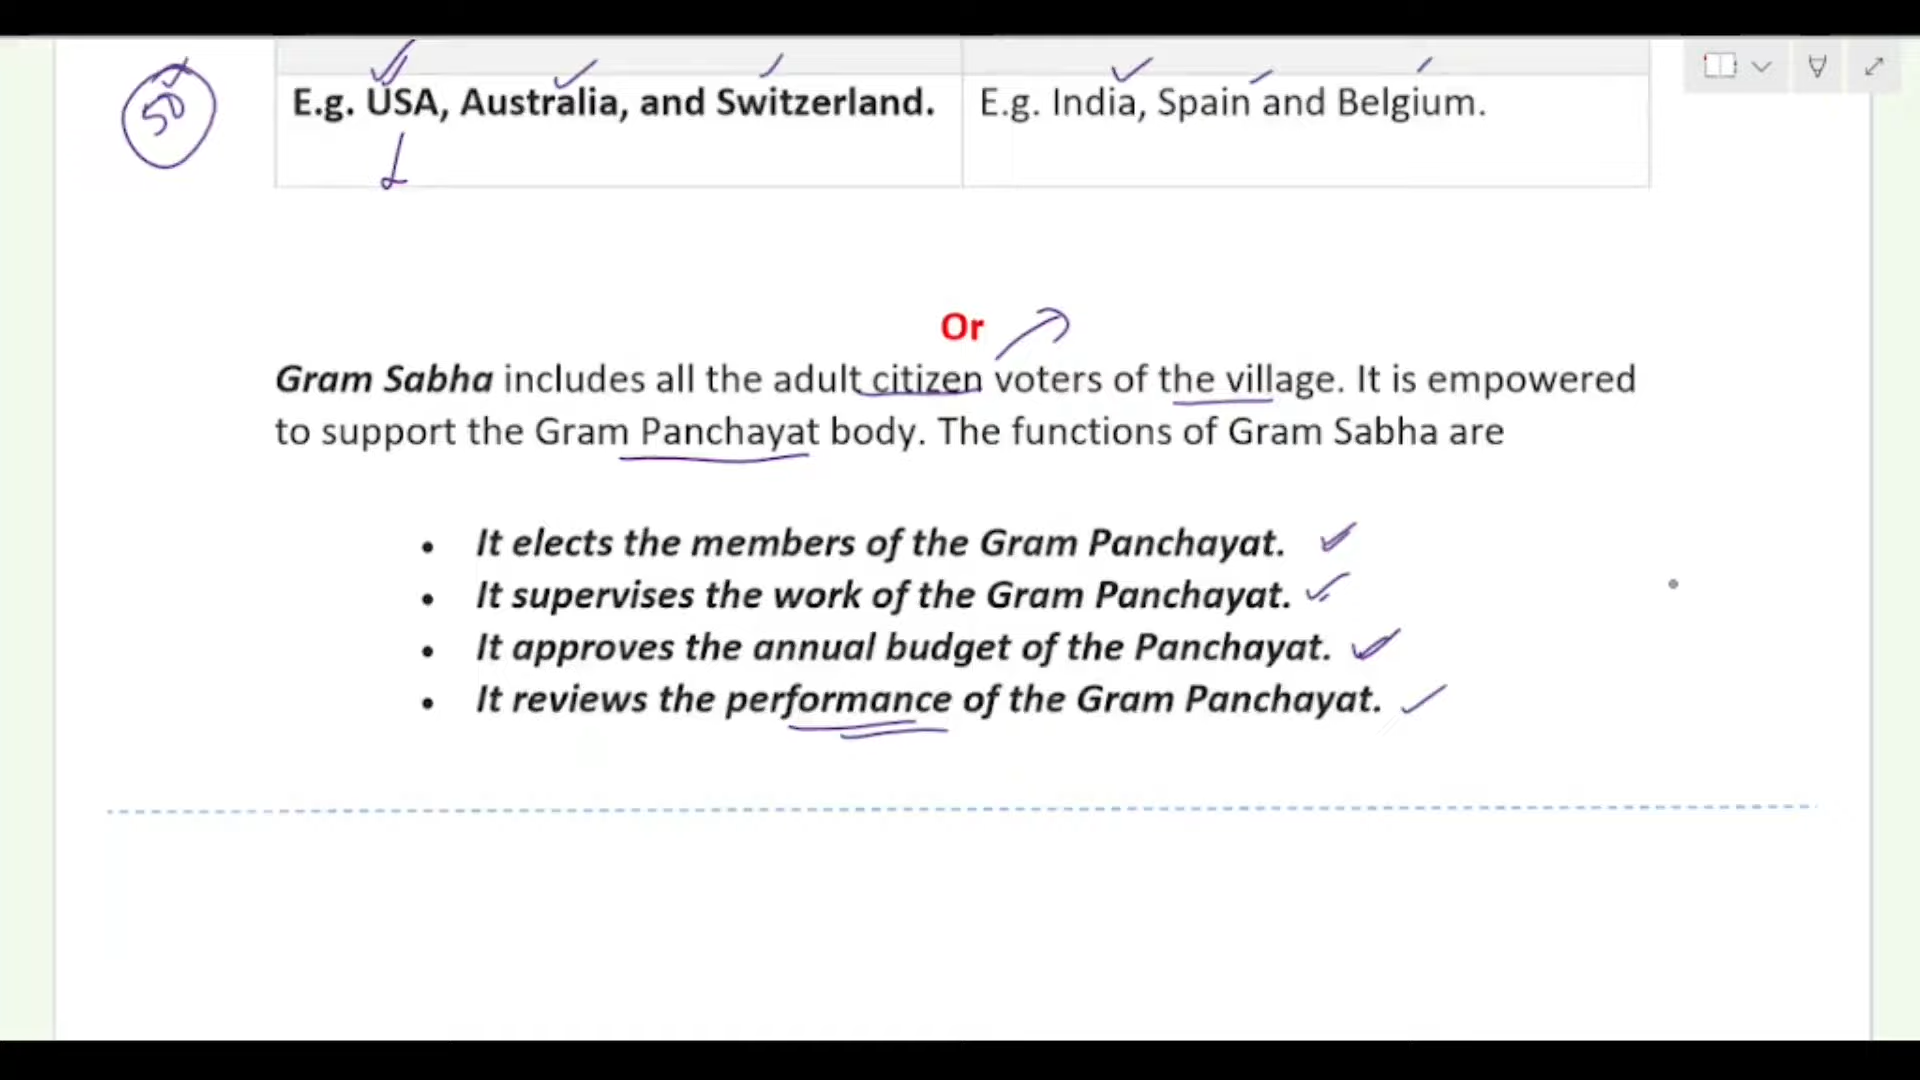 50
E.g. USA, Australia, and Switzerland.
E.g. India, Spain and Belgium.
Or
Gram Sabha includes all the adult citizen voters of the village. It is empowered
to support the Gram Panchayat body. The functions of Gram Sabha are
• It elects the members of the Gram Panchayat.
• It supervises the work of the Gram Panchayat.
• It approves the annual budget of the Panchayat.
• It reviews the performance of the Gram Panchayat.